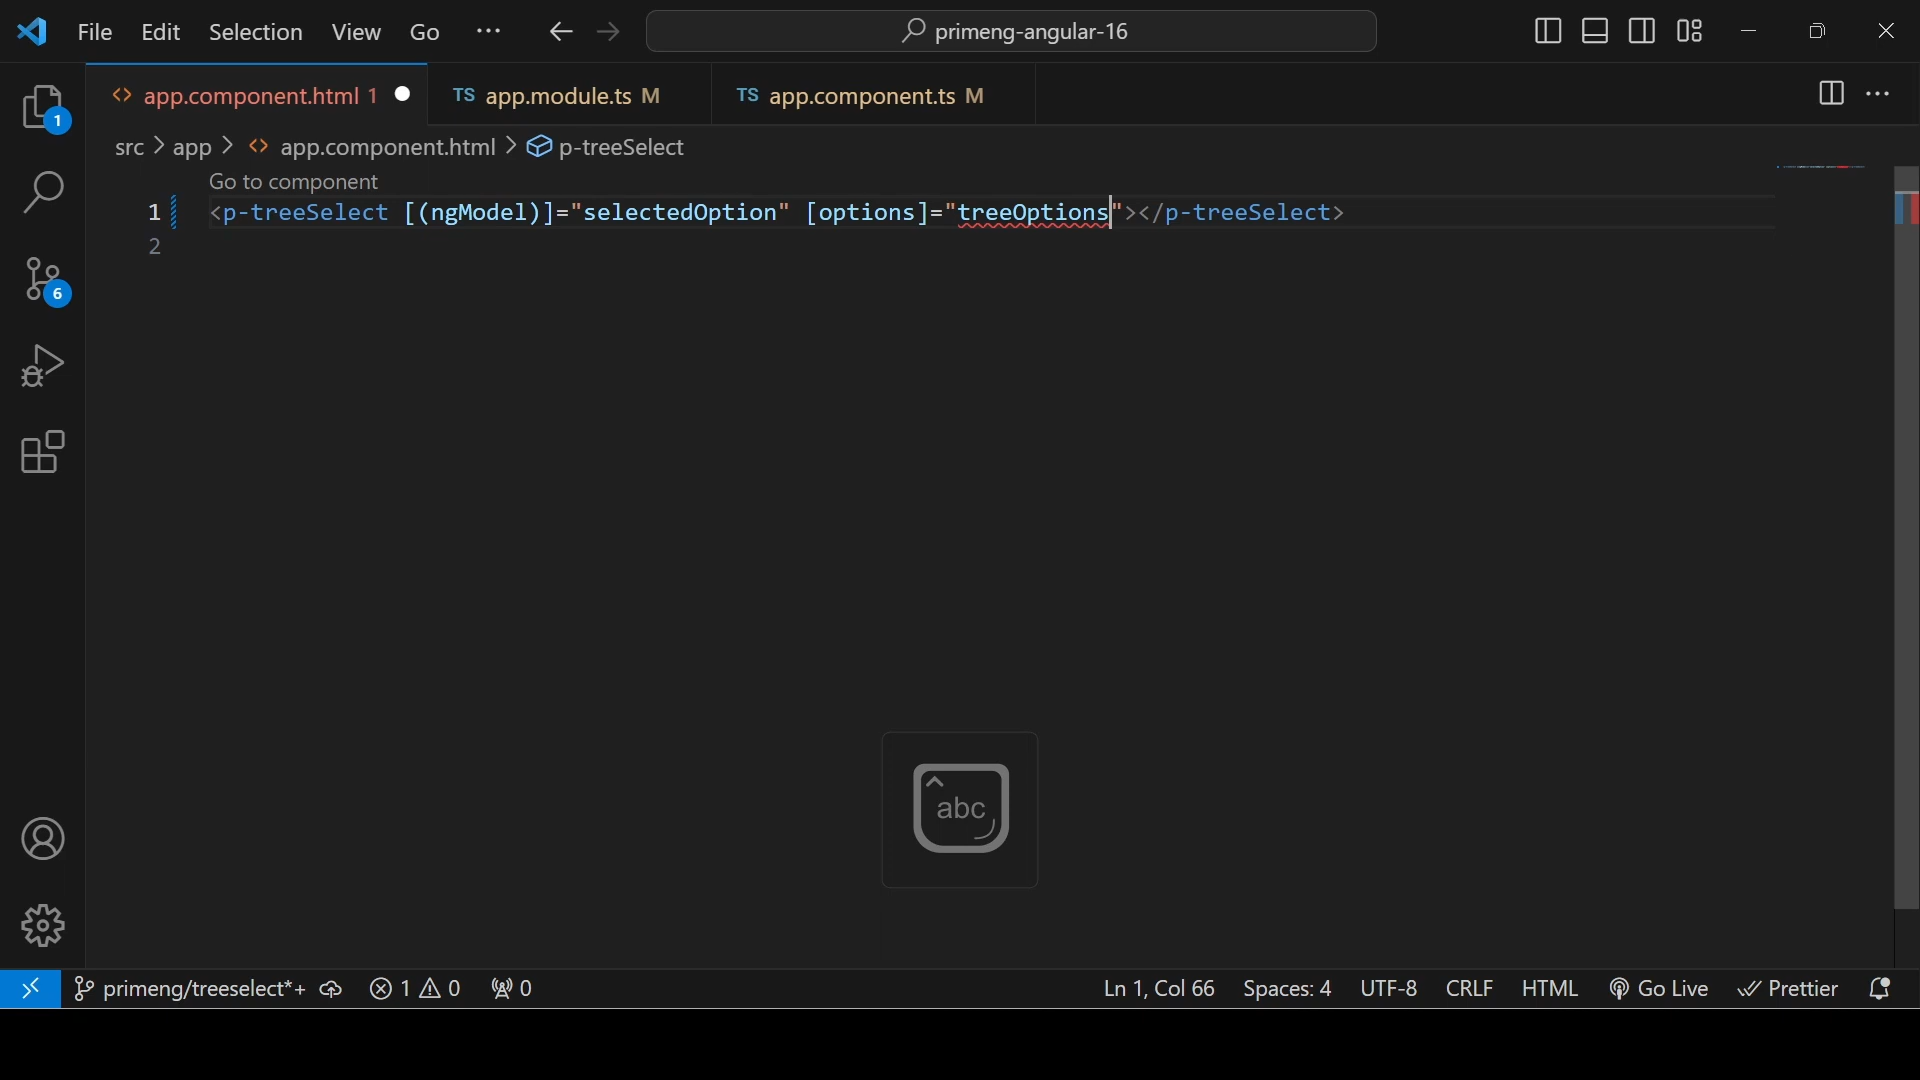 File Edit Selection View Go ··· primeng-angular-16
1 app.component.html 1 TS app.module.ts M TS app.component.ts M
src > app > app.component.html > p-treeSelect
Go to component
1 <p-treeSelect [(ngModel)]="selectedOption" [options]="treeOptions"></p-treeSelect>
2
6
abc
primeng/treeselect*+ 1 0 0 Ln 1, Col 66 Spaces: 4 UTF-8 CRLF HTML Go Live Prettier